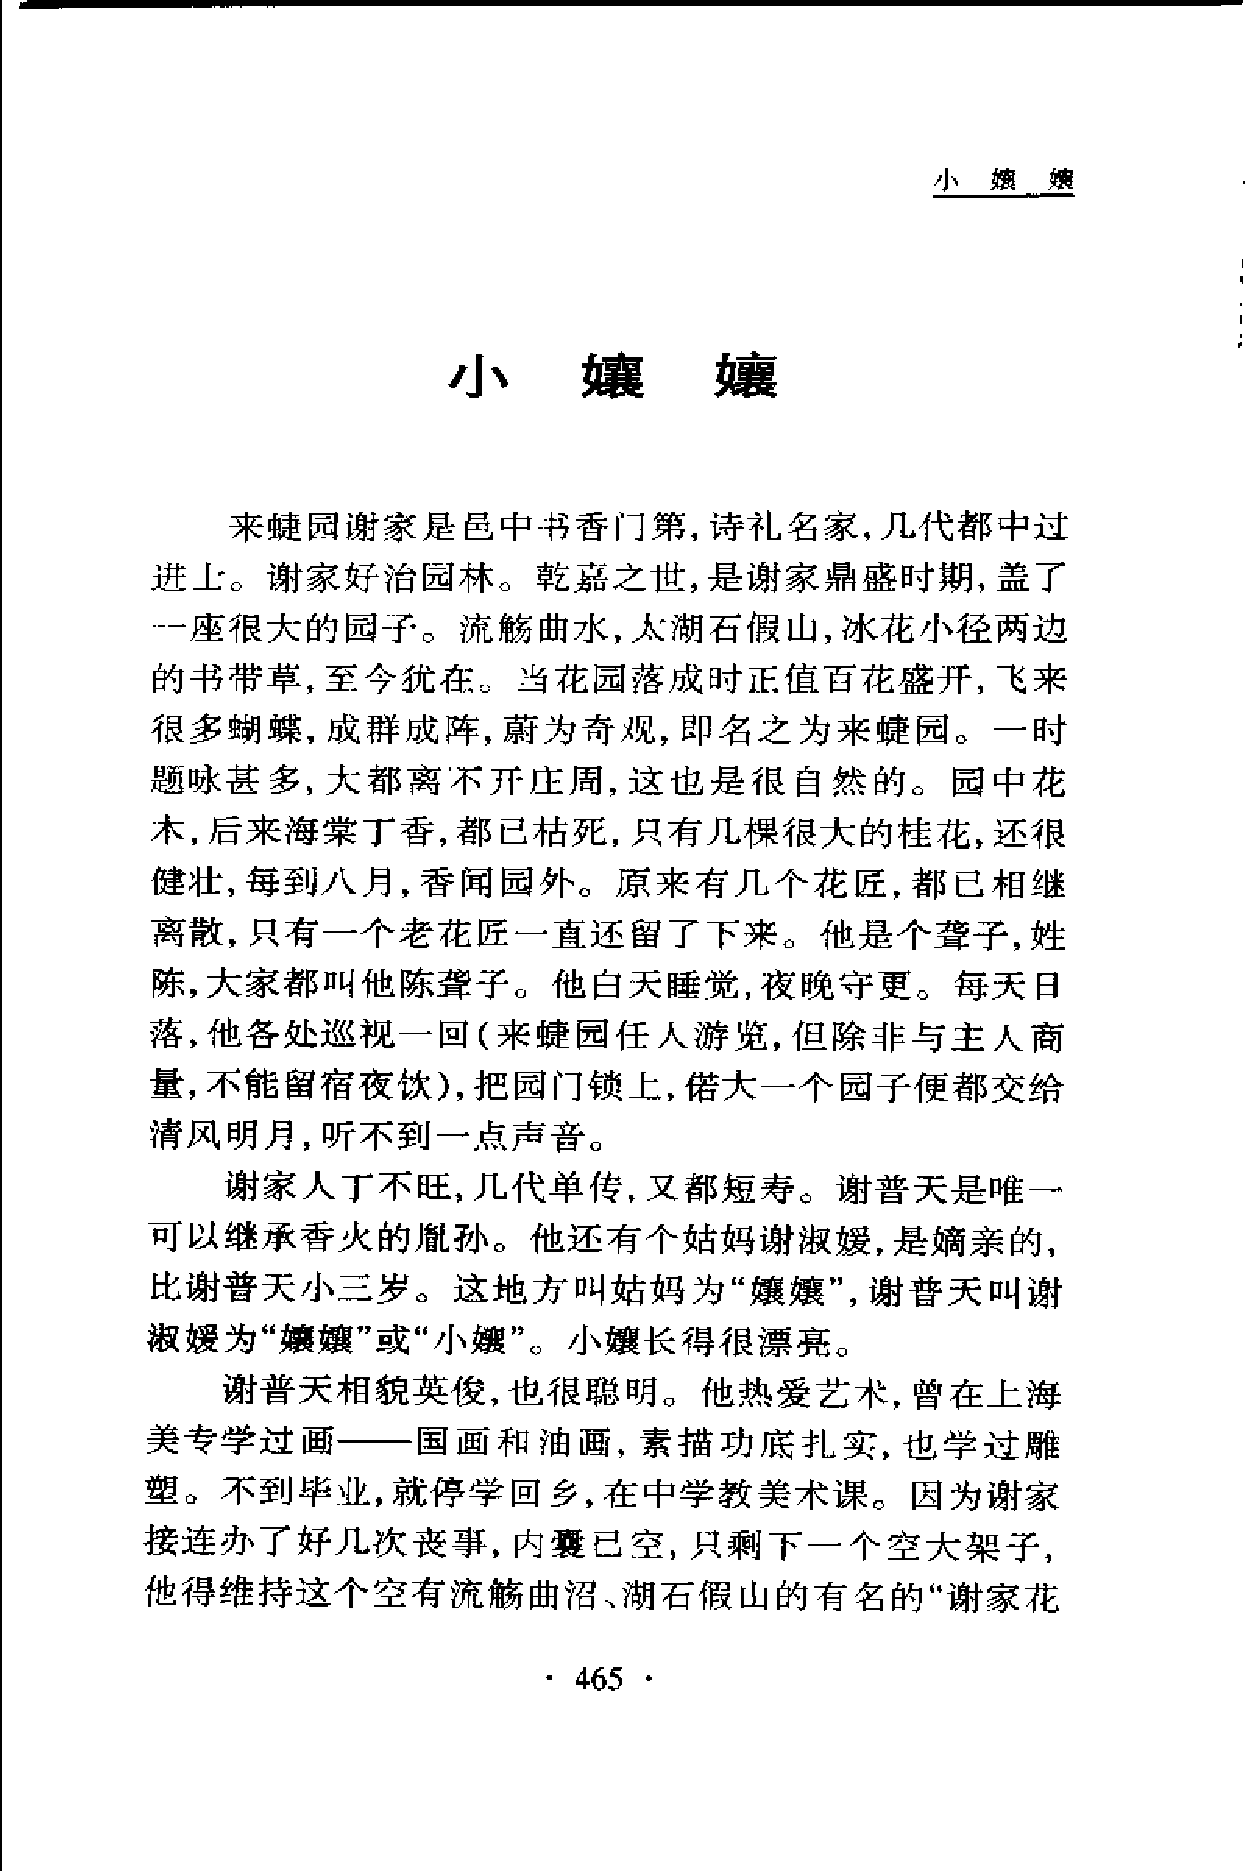 小孃孃
小孃孃
来蜨园谢家是邑中书香门第,诗礼名家,几代都中过
进士。谢家好治园林。乾嘉之世,是谢家鼎盛时期,盖了
一座很大的园子。流觞曲水,太湖石假山,冰花小径两边
的书带草,至今犹在。当花园落成时正值百花盛开,飞来
很多蝴蝶,成群成阵,蔚为奇观,即名之为来蜨园。一时
题咏甚多,大都离不开庄周,这也是很自然的。园中花
木,后来海棠丁香,都已枯死,只有几棵很大的桂花,还很
健壮,每到八月,香闻园外。原来有几个花匠,都已相继
离散,只有一个老花匠一直还留了下来。他是个聋子,姓
陈,大家都叫他陈聋子。他白天睡觉,夜晚守更。每天日
落,他各处巡视一回(来蜨园任人游览,但除非与主人商
量,不能留宿夜饮),把园门锁上,偌大一个园子便都交给
清风明月,听不到一点声音。
谢家人丁不旺,几代单传,又都短寿。谢普天是唯一
可以继承香火的胤孙。他还有个姑妈谢淑媛,是嫡亲的,
比谢普天小三岁。这地方叫姑妈为“孃孃”,谢普天叫谢
淑媛为“孃孃”或“小孃”。小孃长得很漂亮。
谢普天相貌英俊,也很聪明。他热爱艺术,曾在上海
美专学过画——国画和油画,素描功底扎实,也学过雕
塑。不到毕业,就停学回乡,在中学教美术课。因为谢家
接连办了好几次丧事,内囊已空,只剩下一个空大架子,
他得维持这个空有流觞曲沼、湖石假山的有名的“谢家花
· 465 ·